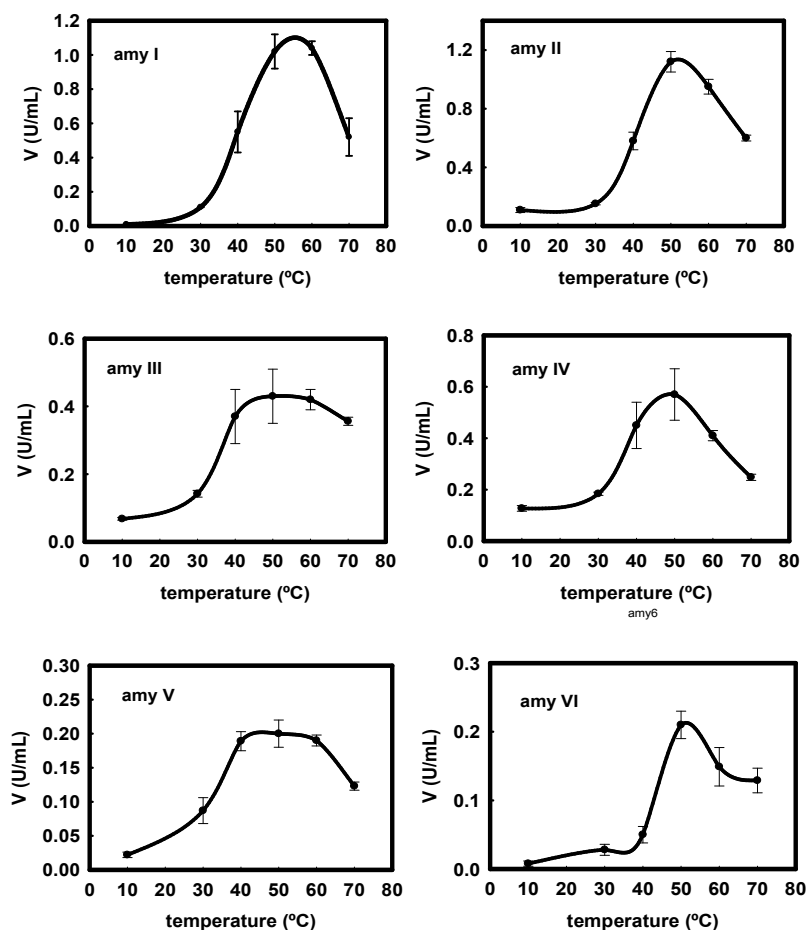 amy I
V (U/mL)
1.2
1.0
0.8
0.6
0.4
0.2
0.0
0 10 20 30 40 50 60 70 80
temperature (ºC)
amy II
V (U/mL)
1.2
0.8
0.4
0.0
0 10 20 30 40 50 60 70 80
temperature (ºC)
amy III
V (U/mL)
0.6
0.4
0.2
0.0
0 10 20 30 40 50 60 70 80
temperature (ºC)
amy IV
V (U/mL)
0.8
0.6
0.4
0.2
0.0
0 10 20 30 40 50 60 70 80
temperature (ºC)
amy6
amy V
V (U/mL)
0.30
0.25
0.20
0.15
0.10
0.05
0.00
0 10 20 30 40 50 60 70 80
temperature (ºC)
amy VI
V (U/mL)
0.3
0.2
0.1
0.0
0 10 20 30 40 50 60 70 80
temperature (ºC)